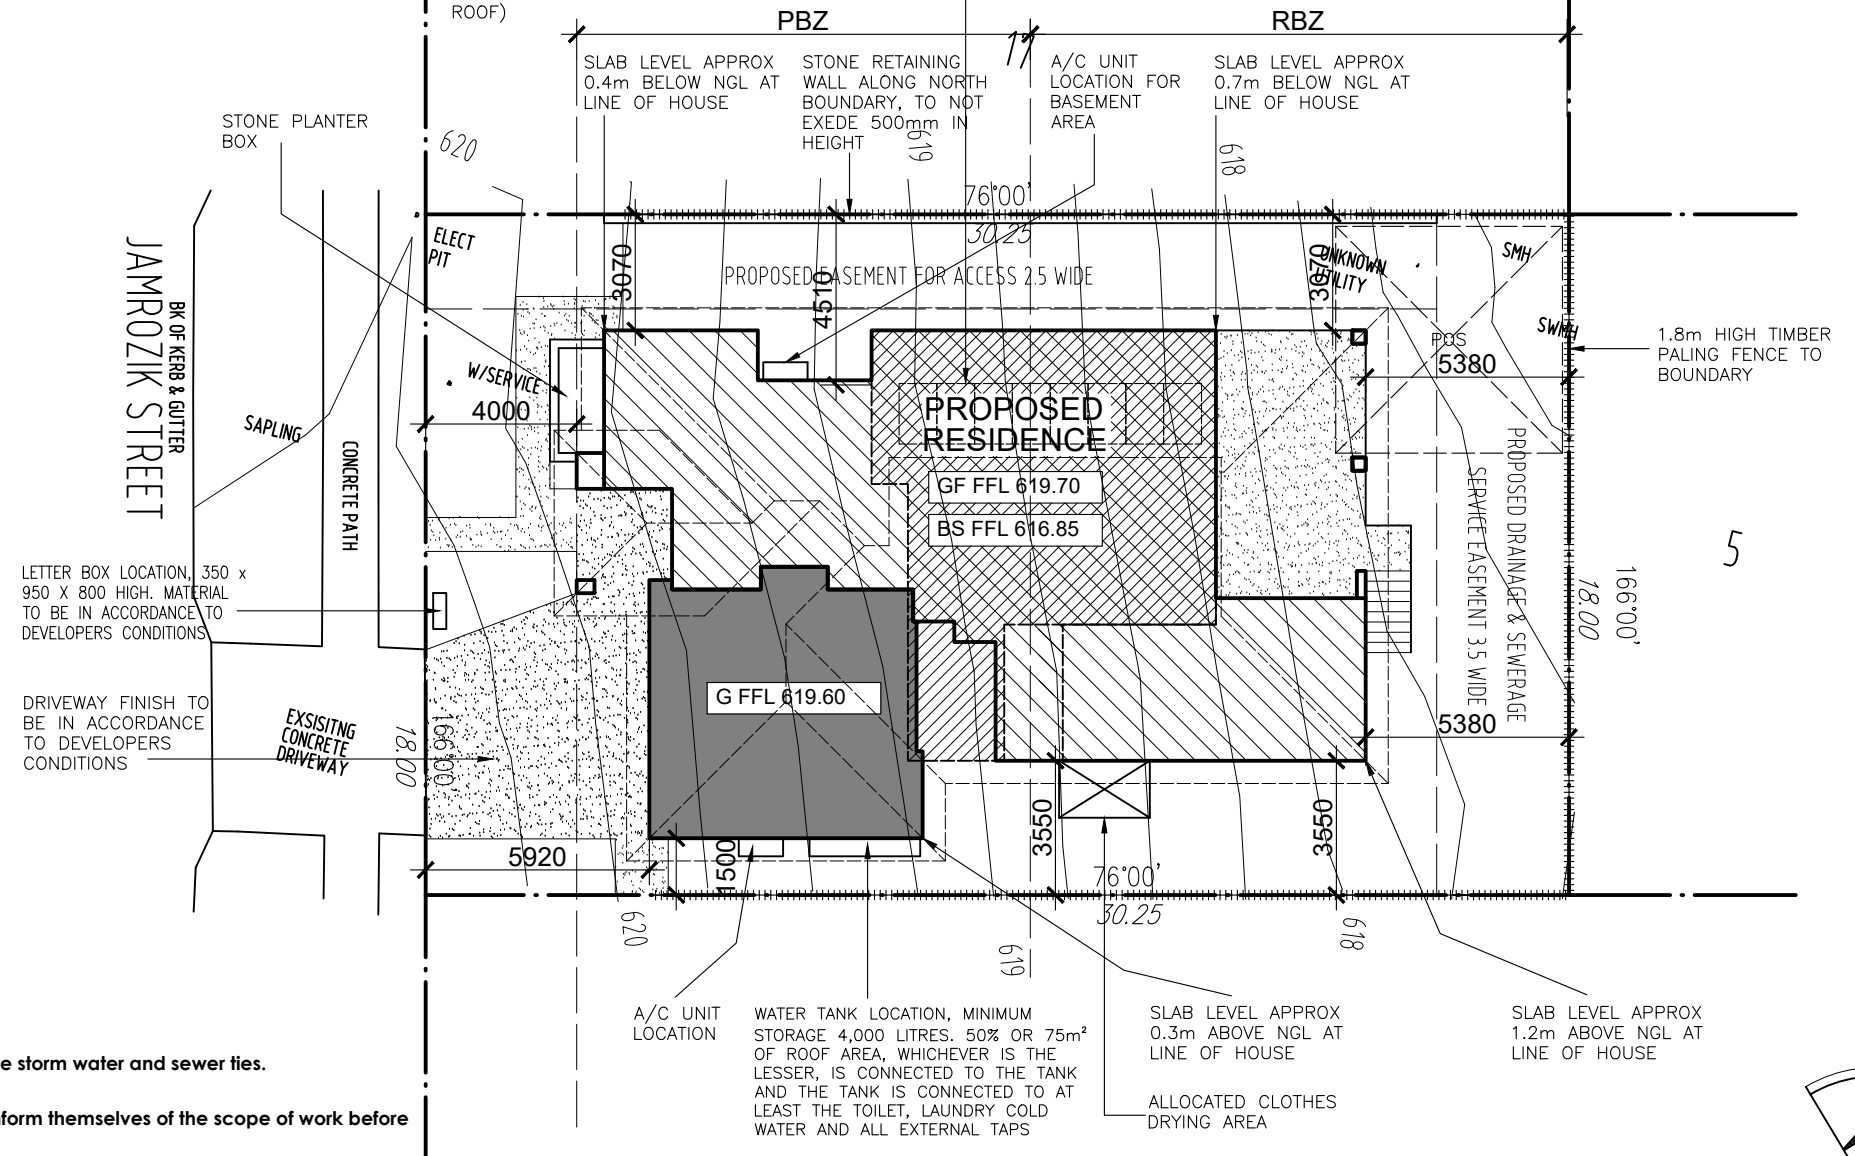 ROOF)
PBZ
RBZ
17
SLAB LEVEL APPROX
0.4m BELOW NGL AT
LINE OF HOUSE
STONE RETAINING
WALL ALONG NORTH
BOUNDARY, TO NOT
EXEDE 500mm IN
HEIGHT
A/C UNIT
LOCATION FOR
BASEMENT
AREA
SLAB LEVEL APPROX
0.7m BELOW NGL AT
LINE OF HOUSE
STONE PLANTER
BOX
620
619
618
76°00'
30.25
ELECT
PIT
3070
4510
3070
PROPOSED EASEMENT FOR ACCESS 2.5 WIDE
UNKNOWN
UTILITY
SMH
SWMH
POS
5380
1.8m HIGH TIMBER
PALING FENCE TO
BOUNDARY
JAMROZIK STREET
BK OF KERB & GUTTER
SAPLING
CONCRETE PATH
W/SERVICE
4000
PROPOSED
RESIDENCE
GF FFL 619.70
BS FFL 616.85
PROPOSED DRAINAGE & SEWERAGE
SERVICE EASEMENT 3.5 WIDE
5
166°00'
18.00
LETTER BOX LOCATION, 350 x
950 X 800 HIGH. MATERIAL
TO BE IN ACCORDANCE TO
DEVELOPERS CONDITIONS
G FFL 619.60
DRIVEWAY FINISH TO
BE IN ACCORDANCE
TO DEVELOPERS
CONDITIONS
EXSISITNG
CONCRETE
DRIVEWAY
166°00'
18.00
5380
5920
1500
3550
3550
76°00'
30.25
620
619
618
A/C UNIT
LOCATION
WATER TANK LOCATION, MINIMUM
STORAGE 4,000 LITRES. 50% OR 75m²
OF ROOF AREA, WHICHEVER IS THE
LESSER, IS CONNECTED TO THE TANK
AND THE TANK IS CONNECTED TO AT
LEAST THE TOILET, LAUNDRY COLD
WATER AND ALL EXTERNAL TAPS
SLAB LEVEL APPROX
0.3m ABOVE NGL AT
LINE OF HOUSE
SLAB LEVEL APPROX
1.2m ABOVE NGL AT
LINE OF HOUSE
ALLOCATED CLOTHES
DRYING AREA
e storm water and sewer ties.
form themselves of the scope of work before